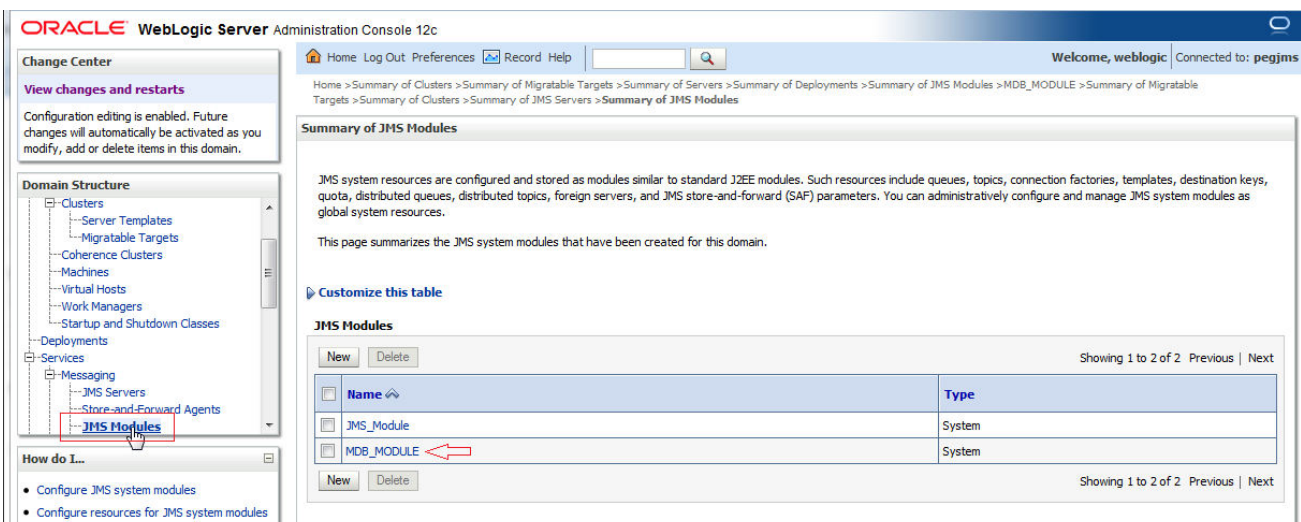 ORACLE WebLogic Server Administration Console 12c
Change Center
View changes and restarts
Configuration editing is enabled. Future
changes will automatically be activated as you
modify, add or delete items in this domain.
Domain Structure
Clusters
Server Templates
Migratable Targets
Coherence Clusters
Machines
Virtual Hosts
Work Managers
Startup and Shutdown Classes
Deployments
Services
Messaging
JMS Servers
Store-and-Forward Agents
JMS Modules
How do I...
Configure JMS system modules
Configure resources for JMS system modules
Home Log Out Preferences Record Help
Welcome, weblogic Connected to: pegjms
Home >Summary of Clusters >Summary of Migratable Targets >Summary of Servers >Summary of Deployments >Summary of JMS Modules >MDB_MODULE >Summary of Migratable
Targets >Summary of Clusters >Summary of JMS Servers >Summary of JMS Modules
Summary of JMS Modules
JMS system resources are configured and stored as modules similar to standard J2EE modules. Such resources include queues, topics, connection factories, templates, destination keys,
quota, distributed queues, distributed topics, foreign servers, and JMS store-and-forward (SAF) parameters. You can administratively configure and manage JMS system modules as
global system resources.
This page summarizes the JMS system modules that have been created for this domain.
Customize this table
JMS Modules
New Delete Showing 1 to 2 of 2 Previous | Next
Name Type
JMS_Module System
MDB_MODULE System
New Delete Showing 1 to 2 of 2 Previous | Next